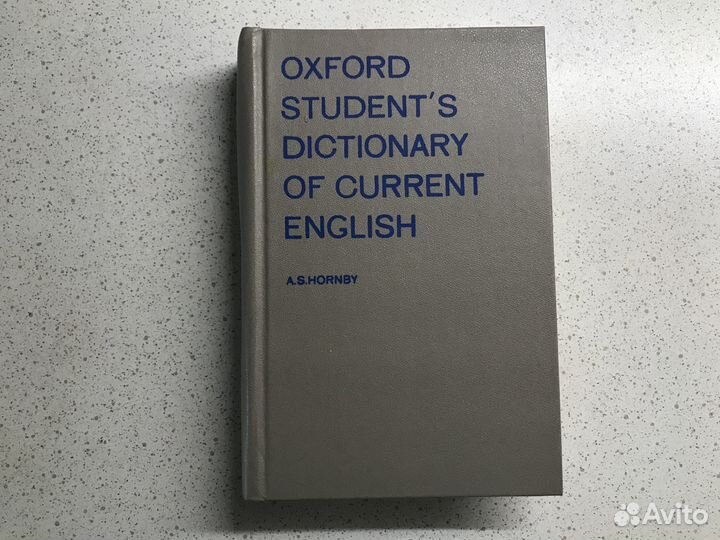 OXFORD
STUDENT'S
DICTIONARY
OF CURRENT
ENGLISH
A.S.HORNBY
Avito